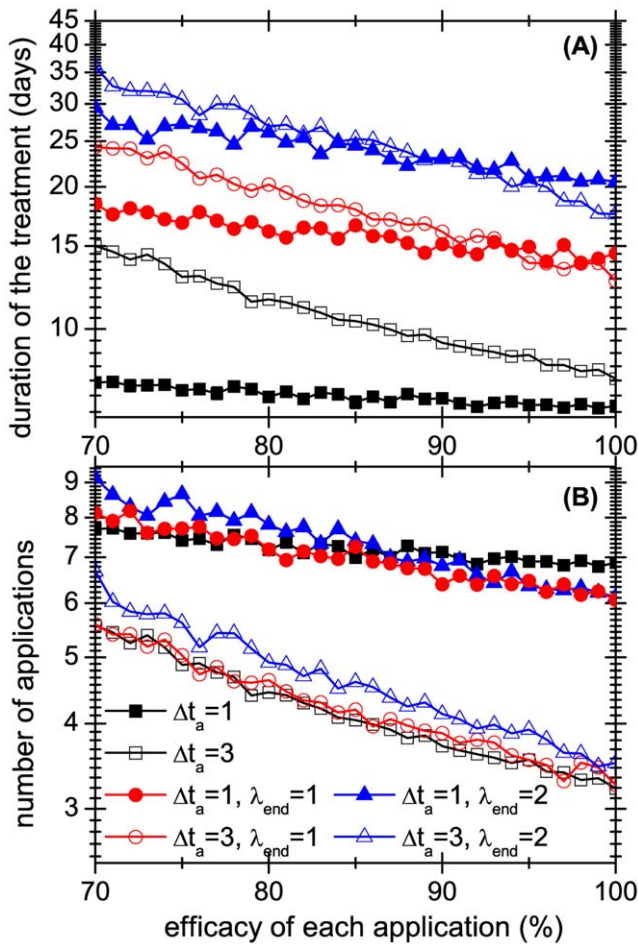 45
40
35
30
25
20
15
10
duration of the treatment (days)
(A)
70 80 90 100
9
8
7
6
5
4
3
number of applications
(B)
Δt_a=1
Δt_a=3
Δt_a=1, λ_end=1 Δt_a=1, λ_end=2
Δt_a=3, λ_end=1 Δt_a=3, λ_end=2
70 80 90 100
efficacy of each application (%)